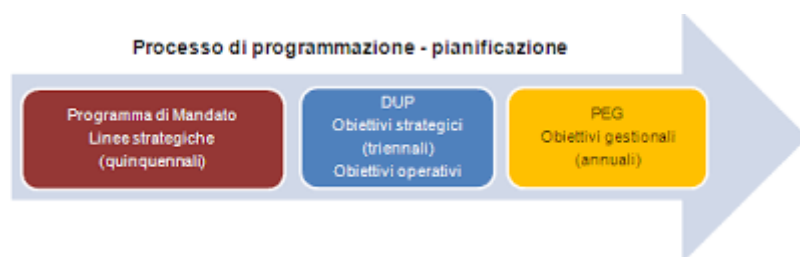 Processo di programmazione - pianificazione
Programma di Mandato
Linee strategiche
(quinquennali)
DUP
Obiettivi strategici
(triennali)
Obiettivi operativi
PEG
Obiettivi gestionali
(annuali)